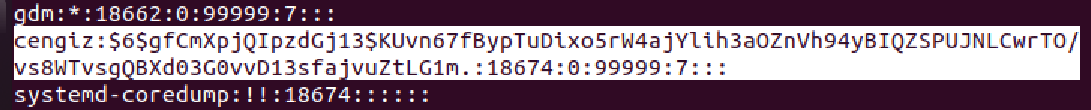 gdm:*:18662:0:99999:7:::
cengiz:$6$gfCmXpjQIpzdGj13$KUvn67fBypTuDixo5rW4ajYlih3aOZnVh94yBIQZSPUJNLCwrTO/
vs8WTvsgQBXd03G0vvD13sfajvuZtLG1m.:18674:0:99999:7:::
systemd-coredump:!!:18674::::::